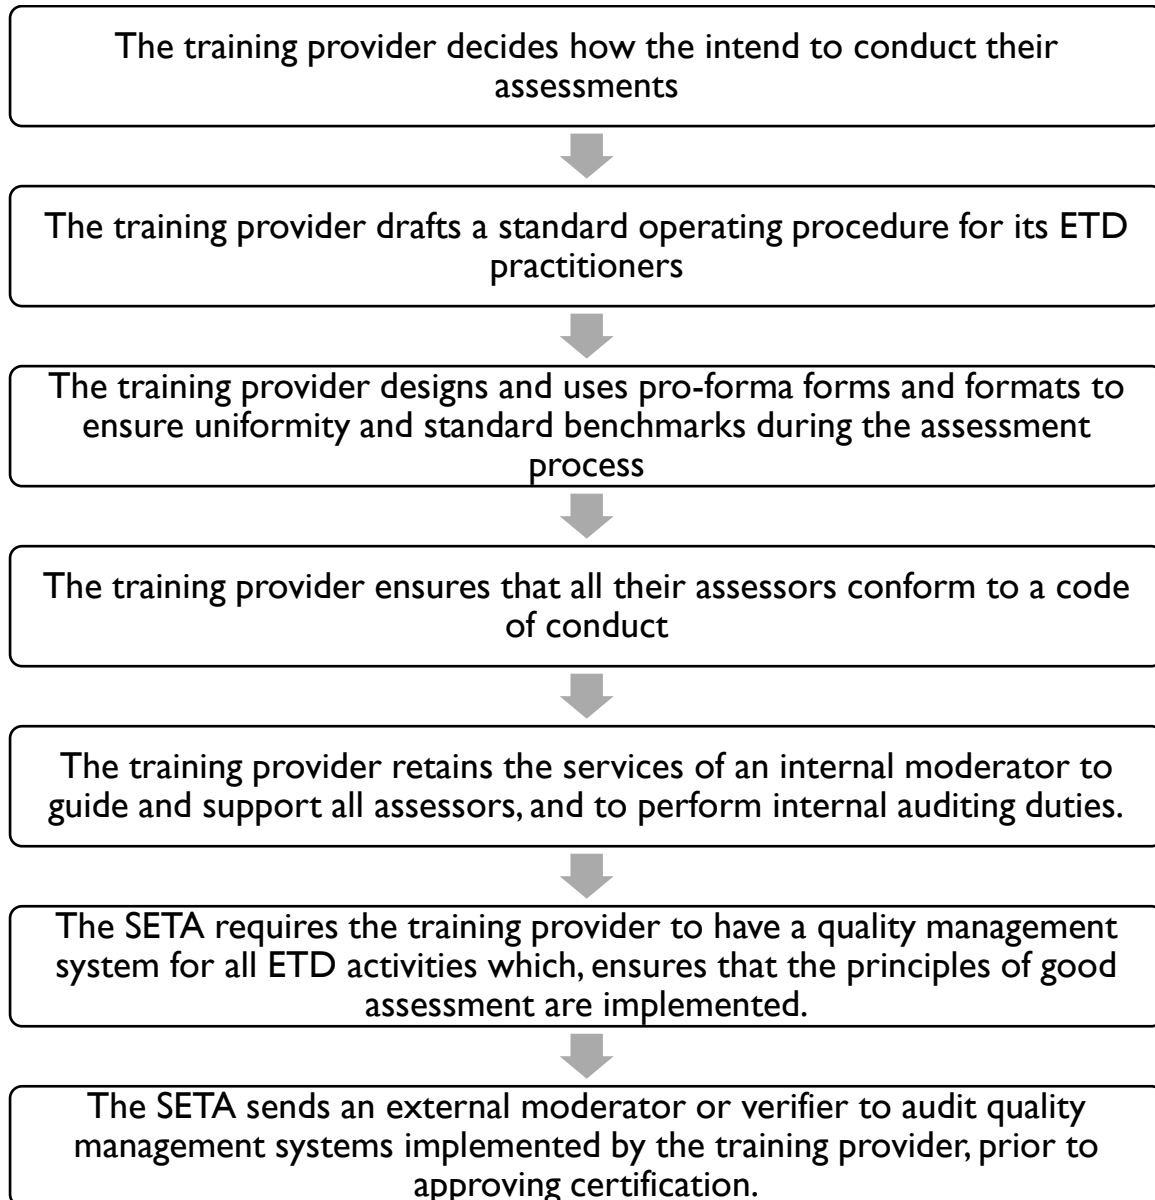 The training provider decides how the intend to conduct their
assessments
The training provider drafts a standard operating procedure for its ETD
practitioners
The training provider designs and uses pro-forma forms and formats to
ensure uniformity and standard benchmarks during the assessment
process
The training provider ensures that all their assessors conform to a code
of conduct
The training provider retains the services of an internal moderator to
guide and support all assessors, and to perform internal auditing duties.
The SETA requires the training provider to have a quality management
system for all ETD activities which, ensures that the principles of good
assessment are implemented.
The SETA sends an external moderator or verifier to audit quality
management systems implemented by the training provider, prior to
approving certification.